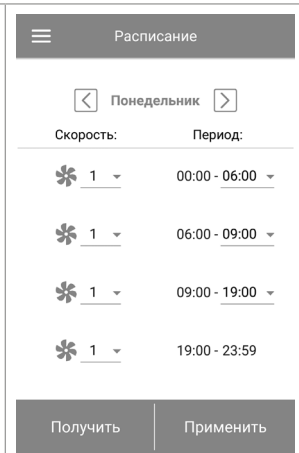 Расписание
Понедельник
Скорость: Период:
1 00:00 - 06:00
1 06:00 - 09:00
1 09:00 - 19:00
1 19:00 - 23:59
Получить Применить